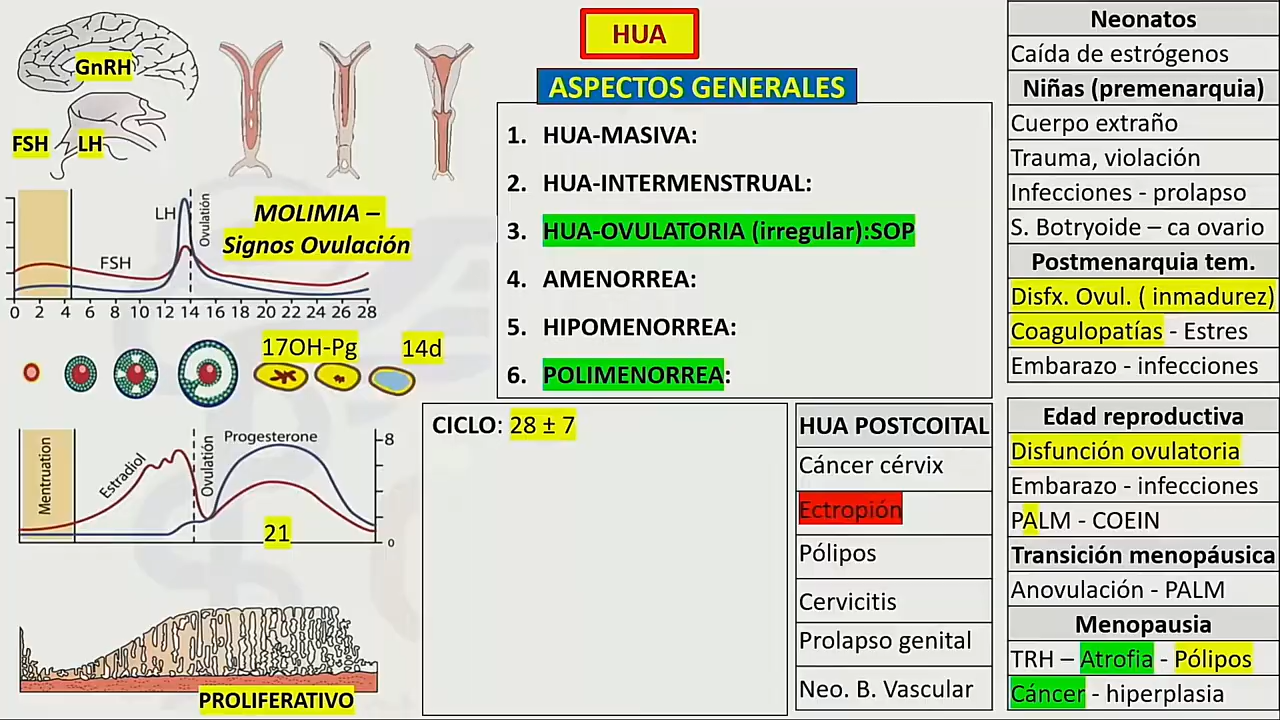 HUA
ASPECTOS GENERALES
GnRH
FSH
LH
LH
Ovulatión
MOLIMIA –
Signos Ovulación
FSH
0 2 4 6 8 10 12 14 16 18 20 22 24 26 28
17OH-Pg
14d
Mentruation
Estradiol
Ovulatión
Progesterone
8
0
21
PROLIFERATIVO
1. HUA-MASIVA:
2. HUA-INTERMENSTRUAL:
3. HUA-OVULATORIA (irregular):SOP
4. AMENORREA:
5. HIPOMENORREA:
6. POLIMENORREA:
CICLO: 28 ± 7
HUA POSTCOITAL
Cáncer cérvix
Ectropión
Pólipos
Cervicitis
Prolapso genital
Neo. B. Vascular
Neonatos
Caída de estrógenos
Niñas (premenarquia)
Cuerpo extraño
Trauma, violación
Infecciones - prolapso
S. Botryoide – ca ovario
Postmenarquia tem.
Disfx. Ovul. ( inmadurez)
Coagulopatías - Estres
Embarazo - infecciones
Edad reproductiva
Disfunción ovulatoria
Embarazo - infecciones
PALM - COEIN
Transición menopáusica
Anovulación - PALM
Menopausia
TRH – Atrofia - Pólipos
Cáncer - hiperplasia